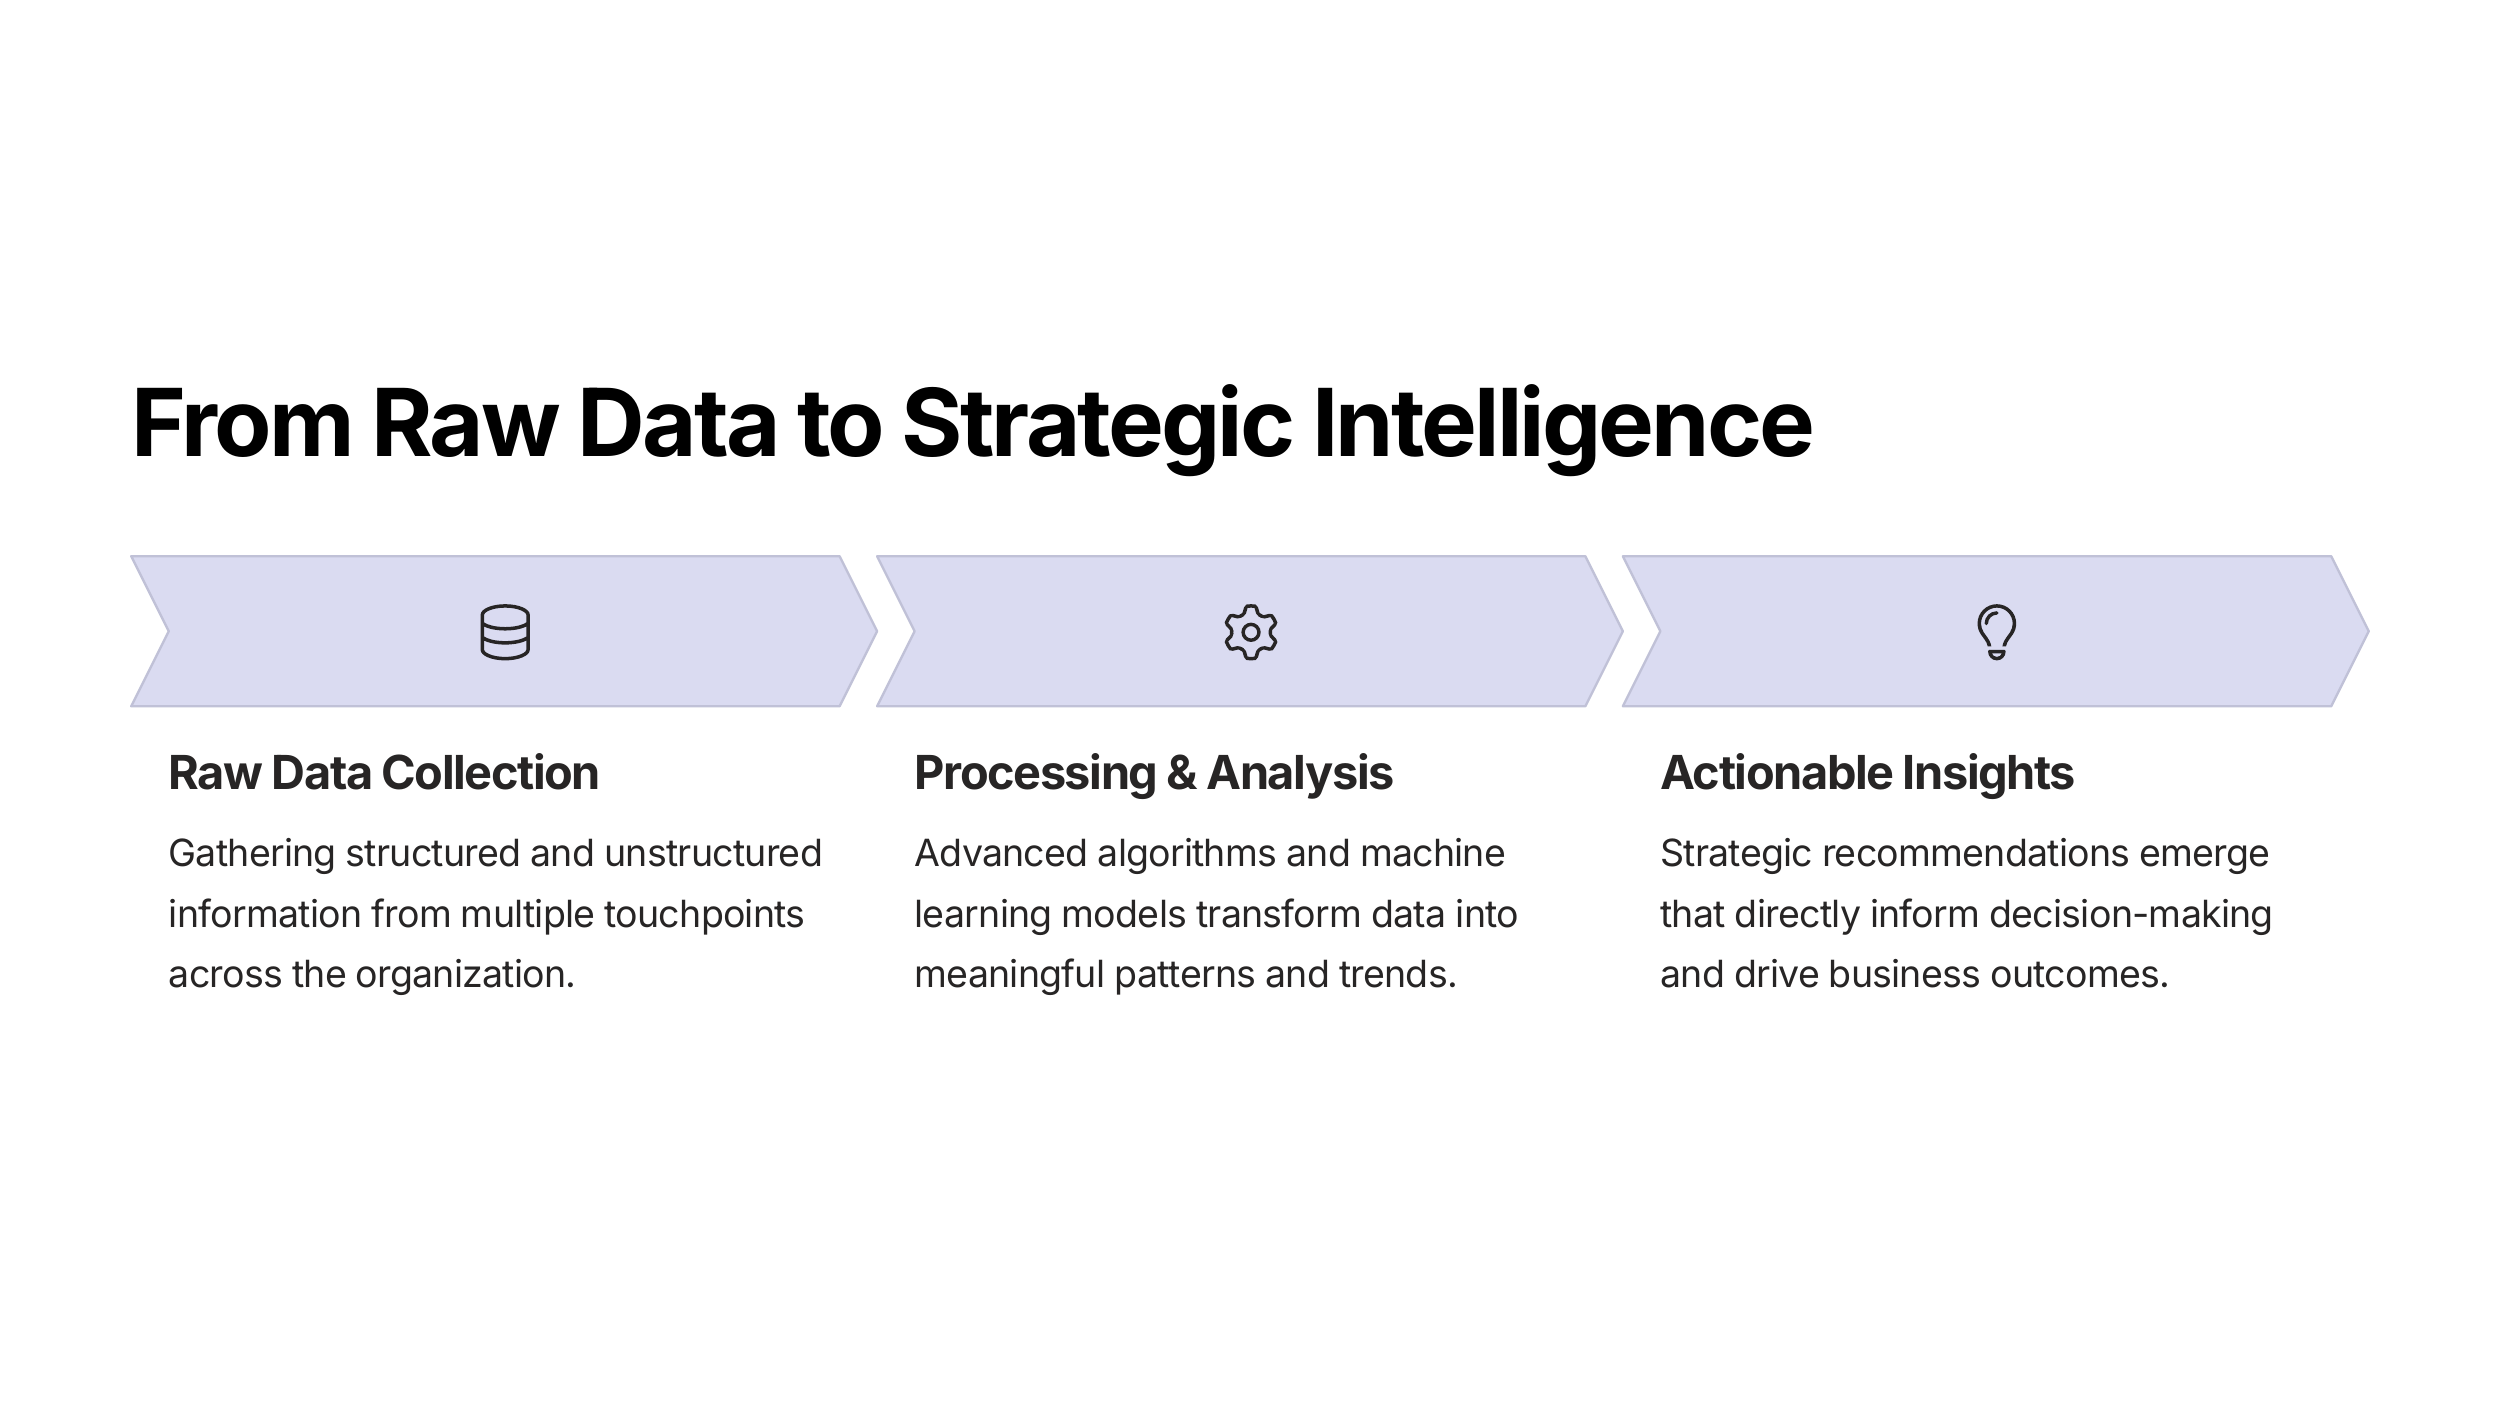 From Raw Data to Strategic Intelligence
Raw Data Collection
Gathering structured and unstructured
information from multiple touchpoints
across the organization.
Processing & Analysis
Advanced algorithms and machine
learning models transform data into
meaningful patterns and trends.
Actionable Insights
Strategic recommendations emerge
that directly inform decision-making
and drive business outcomes.